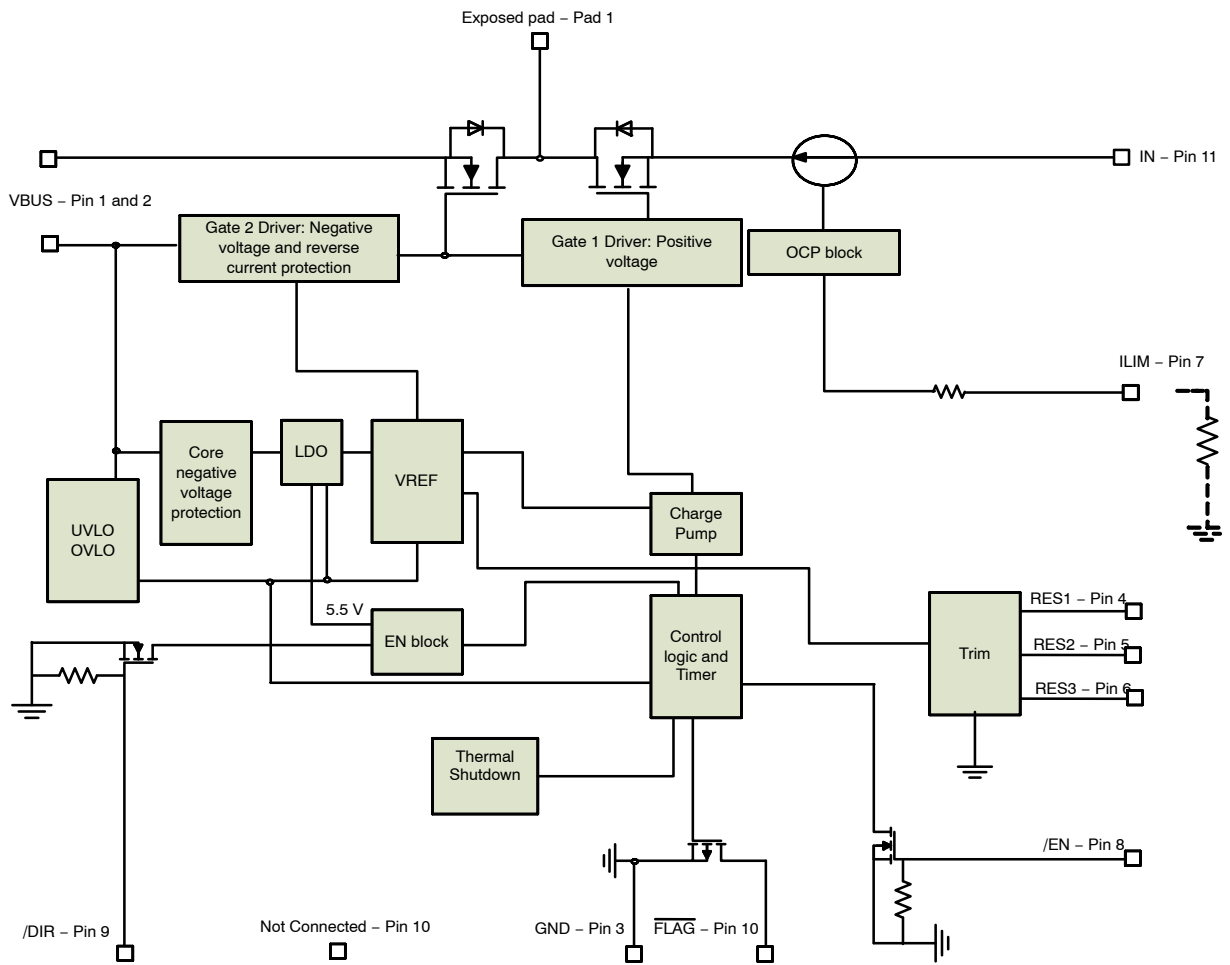 Exposed pad – Pad 1
IN – Pin 11
VBUS – Pin 1 and 2
Gate 2 Driver: Negative
voltage and reverse
current protection
Gate 1 Driver: Positive
voltage
OCP block
ILIM – Pin 7
Core
negative
voltage
protection
LDO
VREF
UVLO
OVLO
Charge
Pump
5.5 V
EN block
Control
logic and
Timer
Trim
RES1 – Pin 4
RES2 – Pin 5
RES3 – Pin 6
Thermal
Shutdown
/EN – Pin 8
/DIR – Pin 9
Not Connected – Pin 10
GND – Pin 3
FLAG – Pin 10